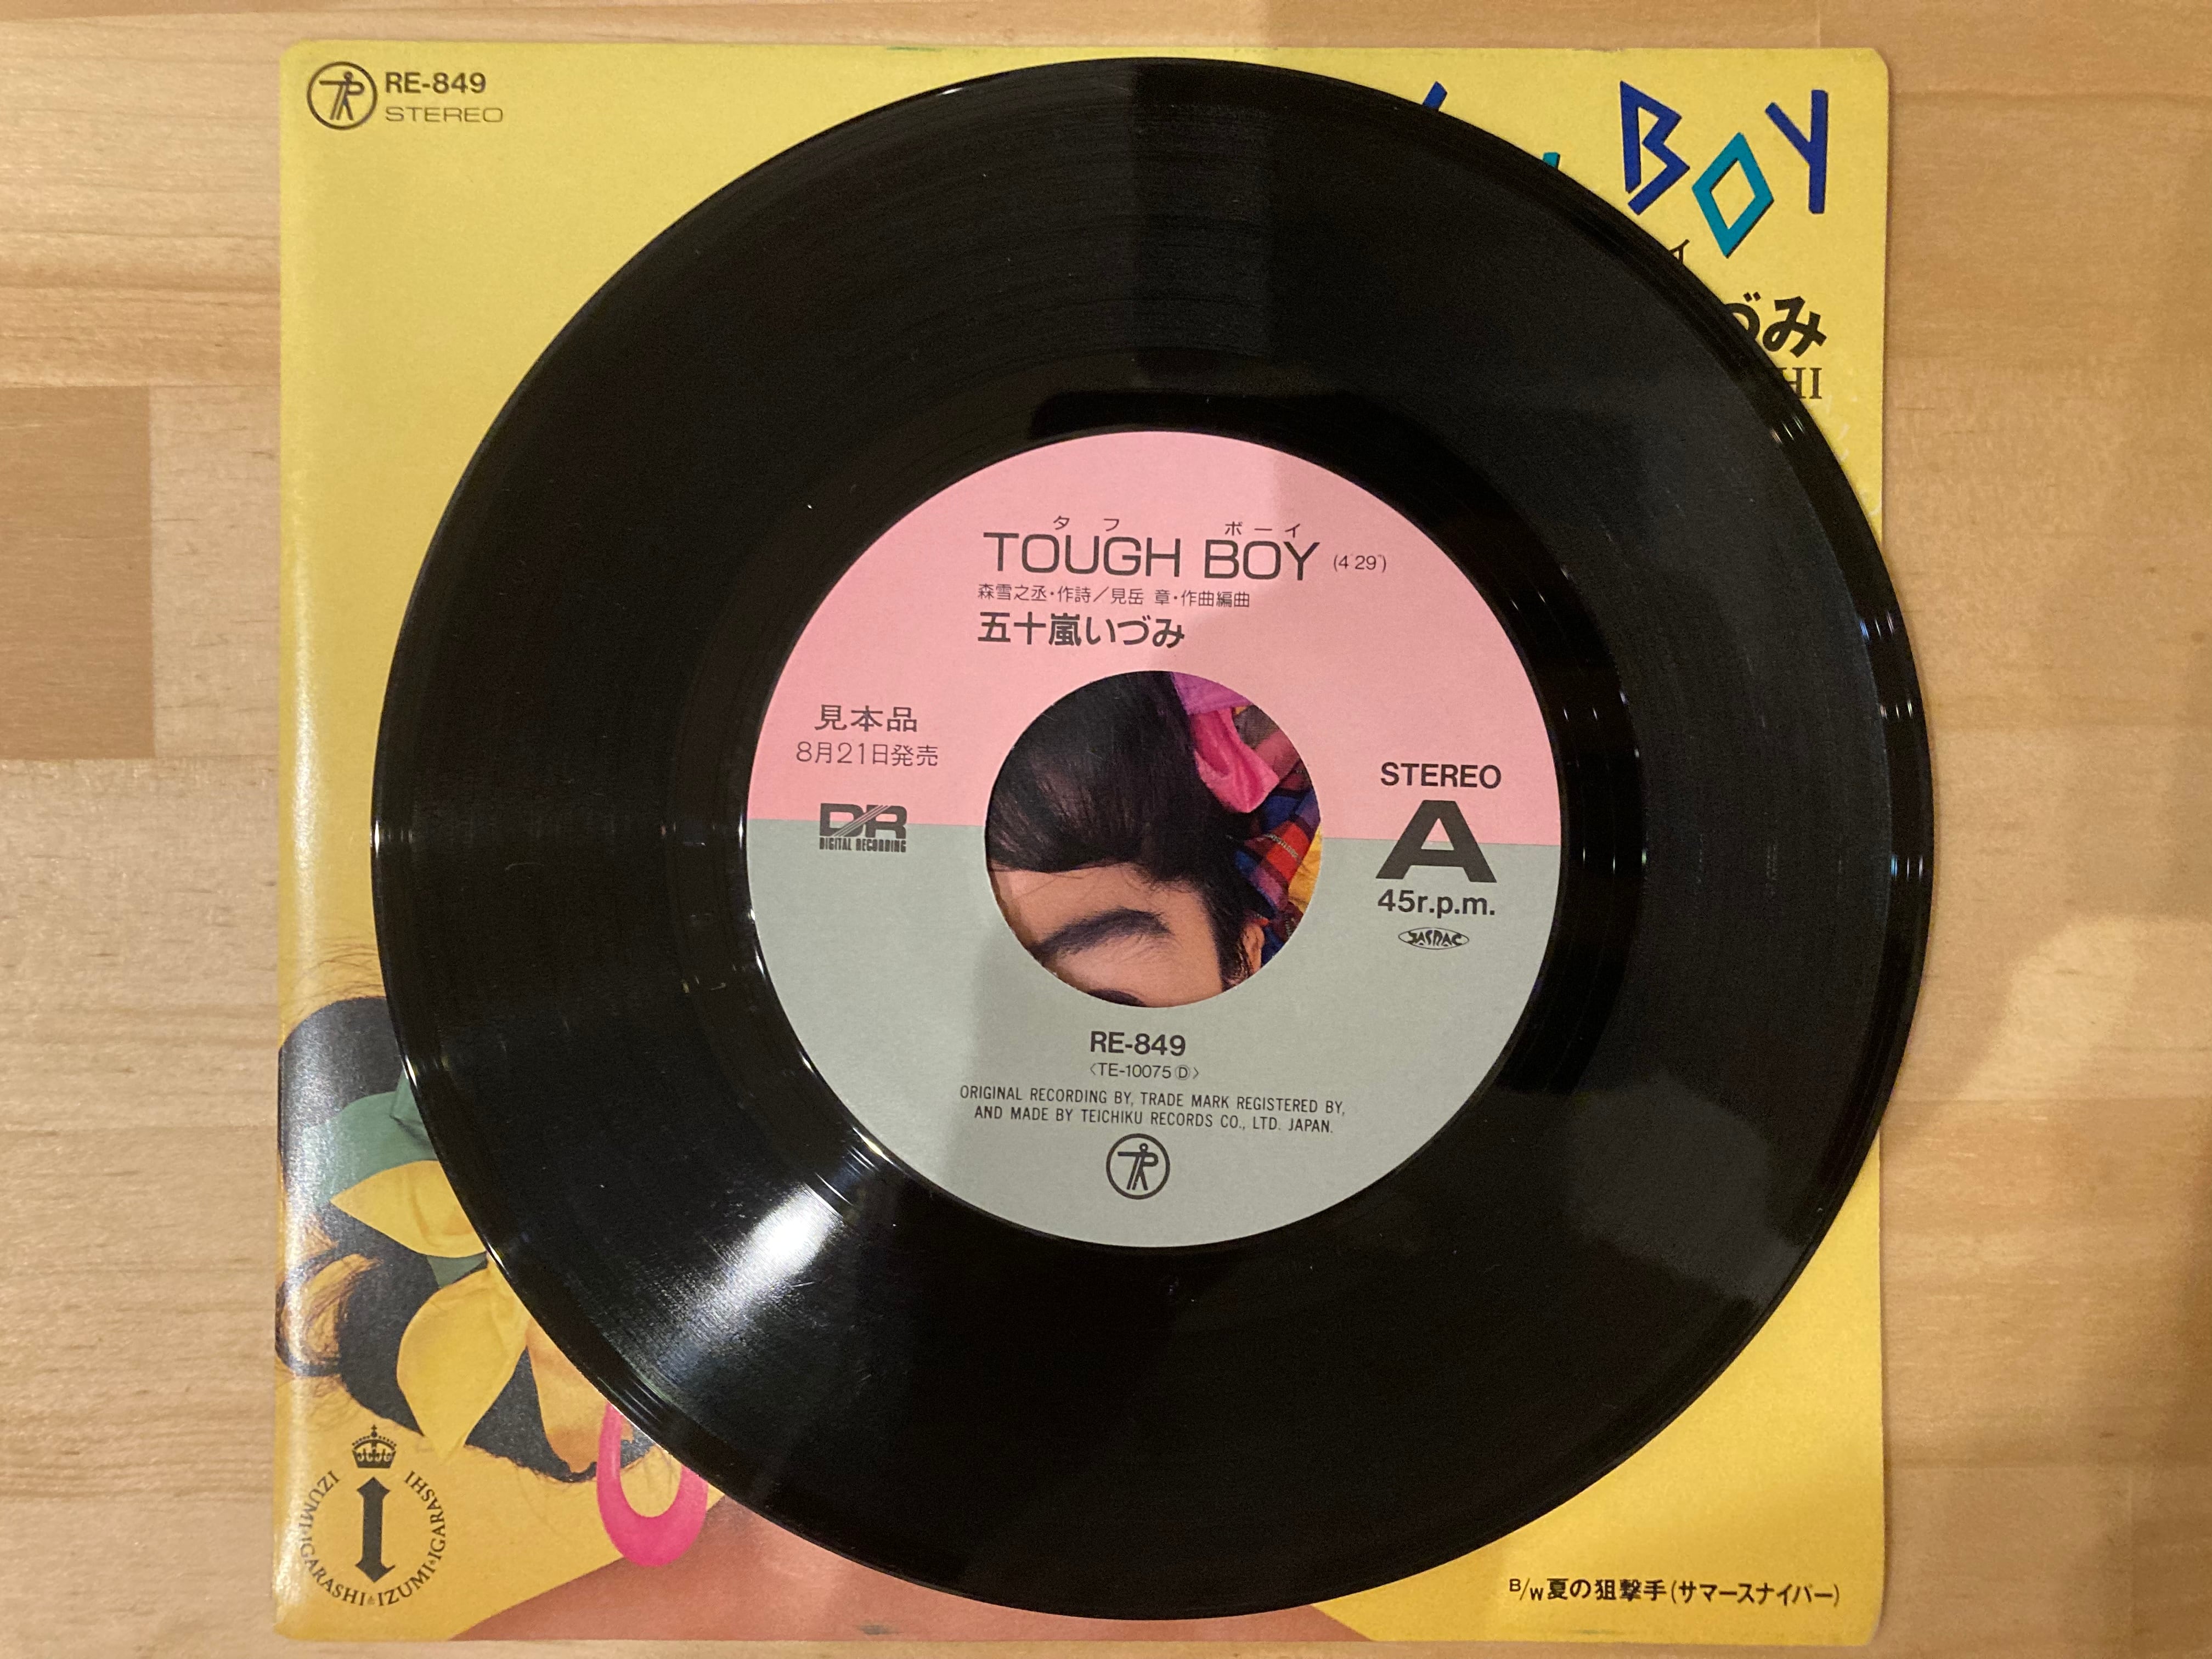 RE-849
STEREO
BOY
づみ
HI
タフ ボーイ
TOUGH BOY (4'29")
森雪之丞・作詩／見岳 章・作曲編曲
五十嵐いづみ
見本品
8月21日発売
DR
DIGITAL RECORDING
STEREO
A
45r.p.m.
JASRAC
RE-849
〈TE-10075Ⓓ〉
ORIGINAL RECORDING BY, TRADE MARK REGISTERED BY,
AND MADE BY TEICHIKU RECORDS CO., LTD. JAPAN.
I
IZUMI IGARASHI & IZUMI & IGARASHI
B/W 夏の狙撃手(サマースナイパー)